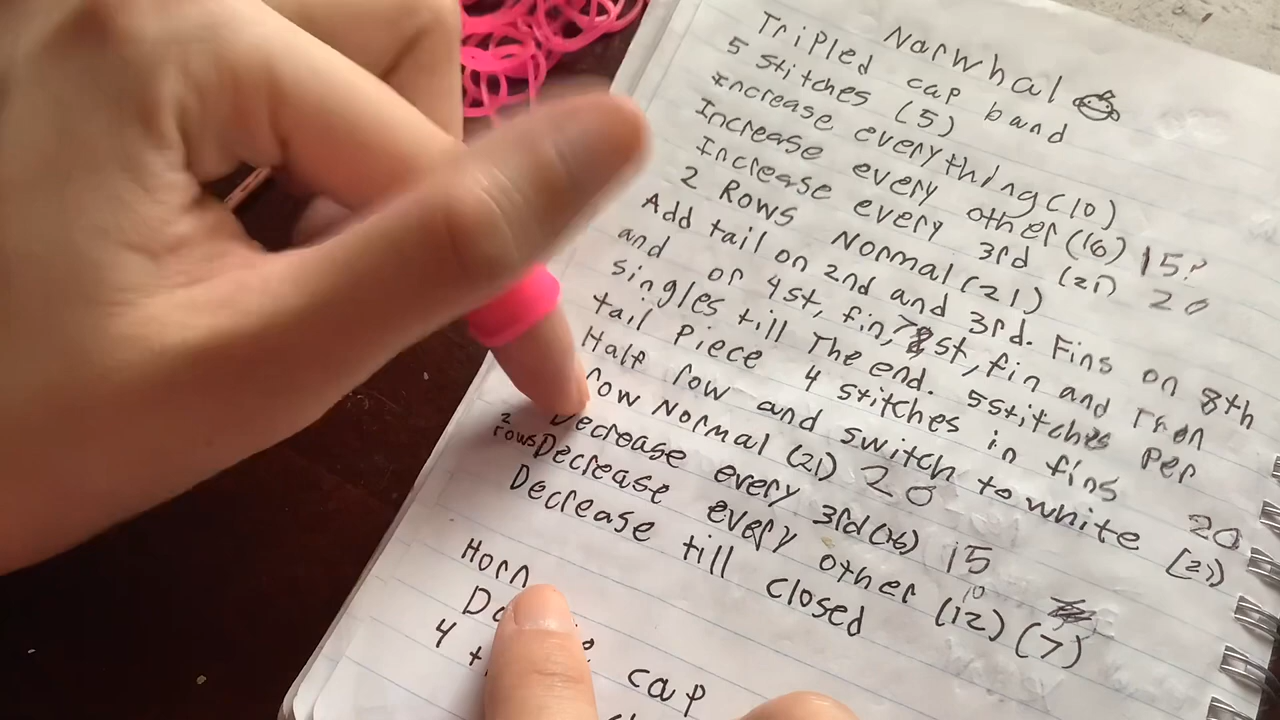 Narwhal
Tripled cap band
5 stitches (5)
Increase everything (10)
Increase every other (16) 15?
Increase every 3rd (21) 20
2 Rows Normal (21)
Add tail on 2nd and 3rd. Fins on 8th
and or 4st, fin, 7st, fin and Then
singles till The end. 5 stitches Per
tail Piece 4 stitches in fins
Half row and switch to white (21) 20
row Normal (21) 20
Decrease every 3rd (16) 15
2 rows Decrease every other (12) 10 (7)
Decrease till closed
Horn
cap
4